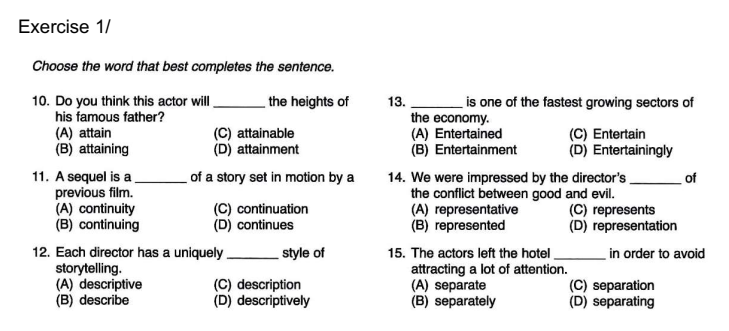 Exercise 1/
Choose the word that best completes the sentence.
10. Do you think this actor will _______ the heights of
his famous father?
(A) attain (C) attainable
(B) attaining (D) attainment
11. A sequel is a _______ of a story set in motion by a
previous film.
(A) continuity (C) continuation
(B) continuing (D) continues
12. Each director has a uniquely _______ style of
storytelling.
(A) descriptive (C) description
(B) describe (D) descriptively
13. _______ is one of the fastest growing sectors of
the economy.
(A) Entertained (C) Entertain
(B) Entertainment (D) Entertainingly
14. We were impressed by the director's _______ of
the conflict between good and evil.
(A) representative (C) represents
(B) represented (D) representation
15. The actors left the hotel _______ in order to avoid
attracting a lot of attention.
(A) separate (C) separation
(B) separately (D) separating